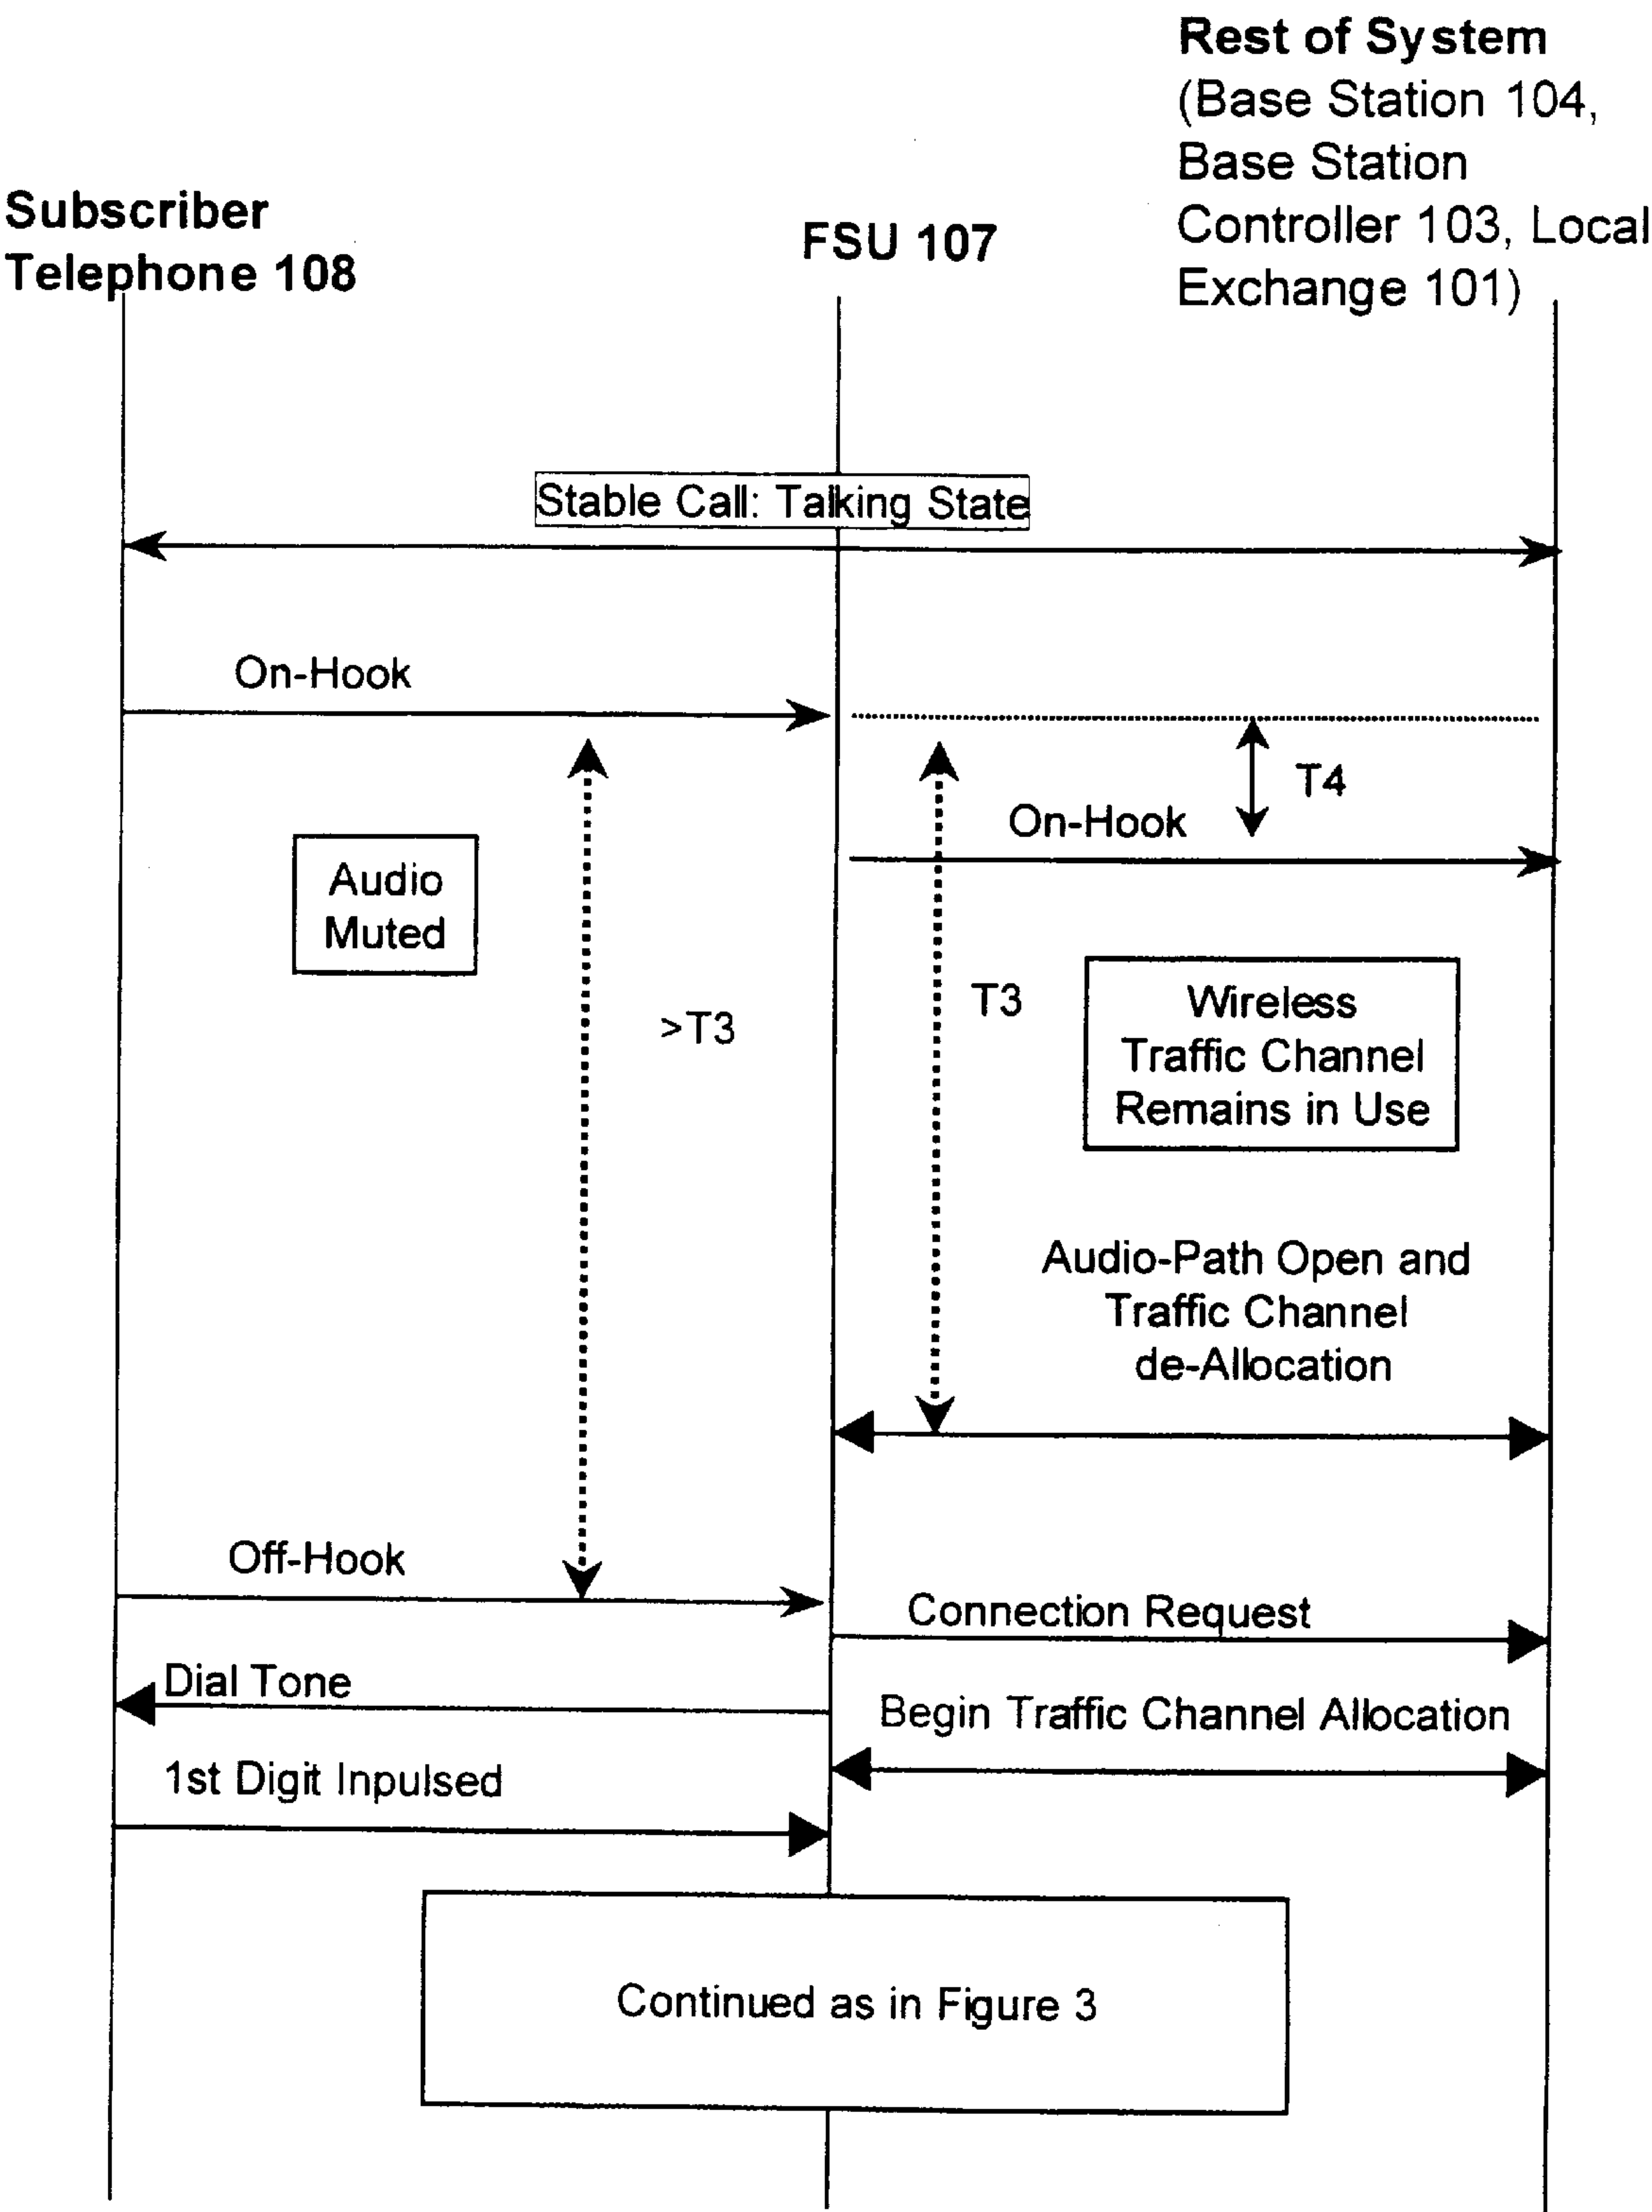 Rest of System
(Base Station 104,
Base Station
Controller 103, Local
Exchange 101)
Subscriber
Telephone 108
FSU 107
Stable Call: Talking State
On-Hook
T4
On-Hook
Audio
Muted
>T3
T3
Wireless
Traffic Channel
Remains in Use
Audio-Path Open and
Traffic Channel
de-Allocation
Off-Hook
Connection Request
Dial Tone
Begin Traffic Channel Allocation
1st Digit Inpulsed
Continued as in Figure 3